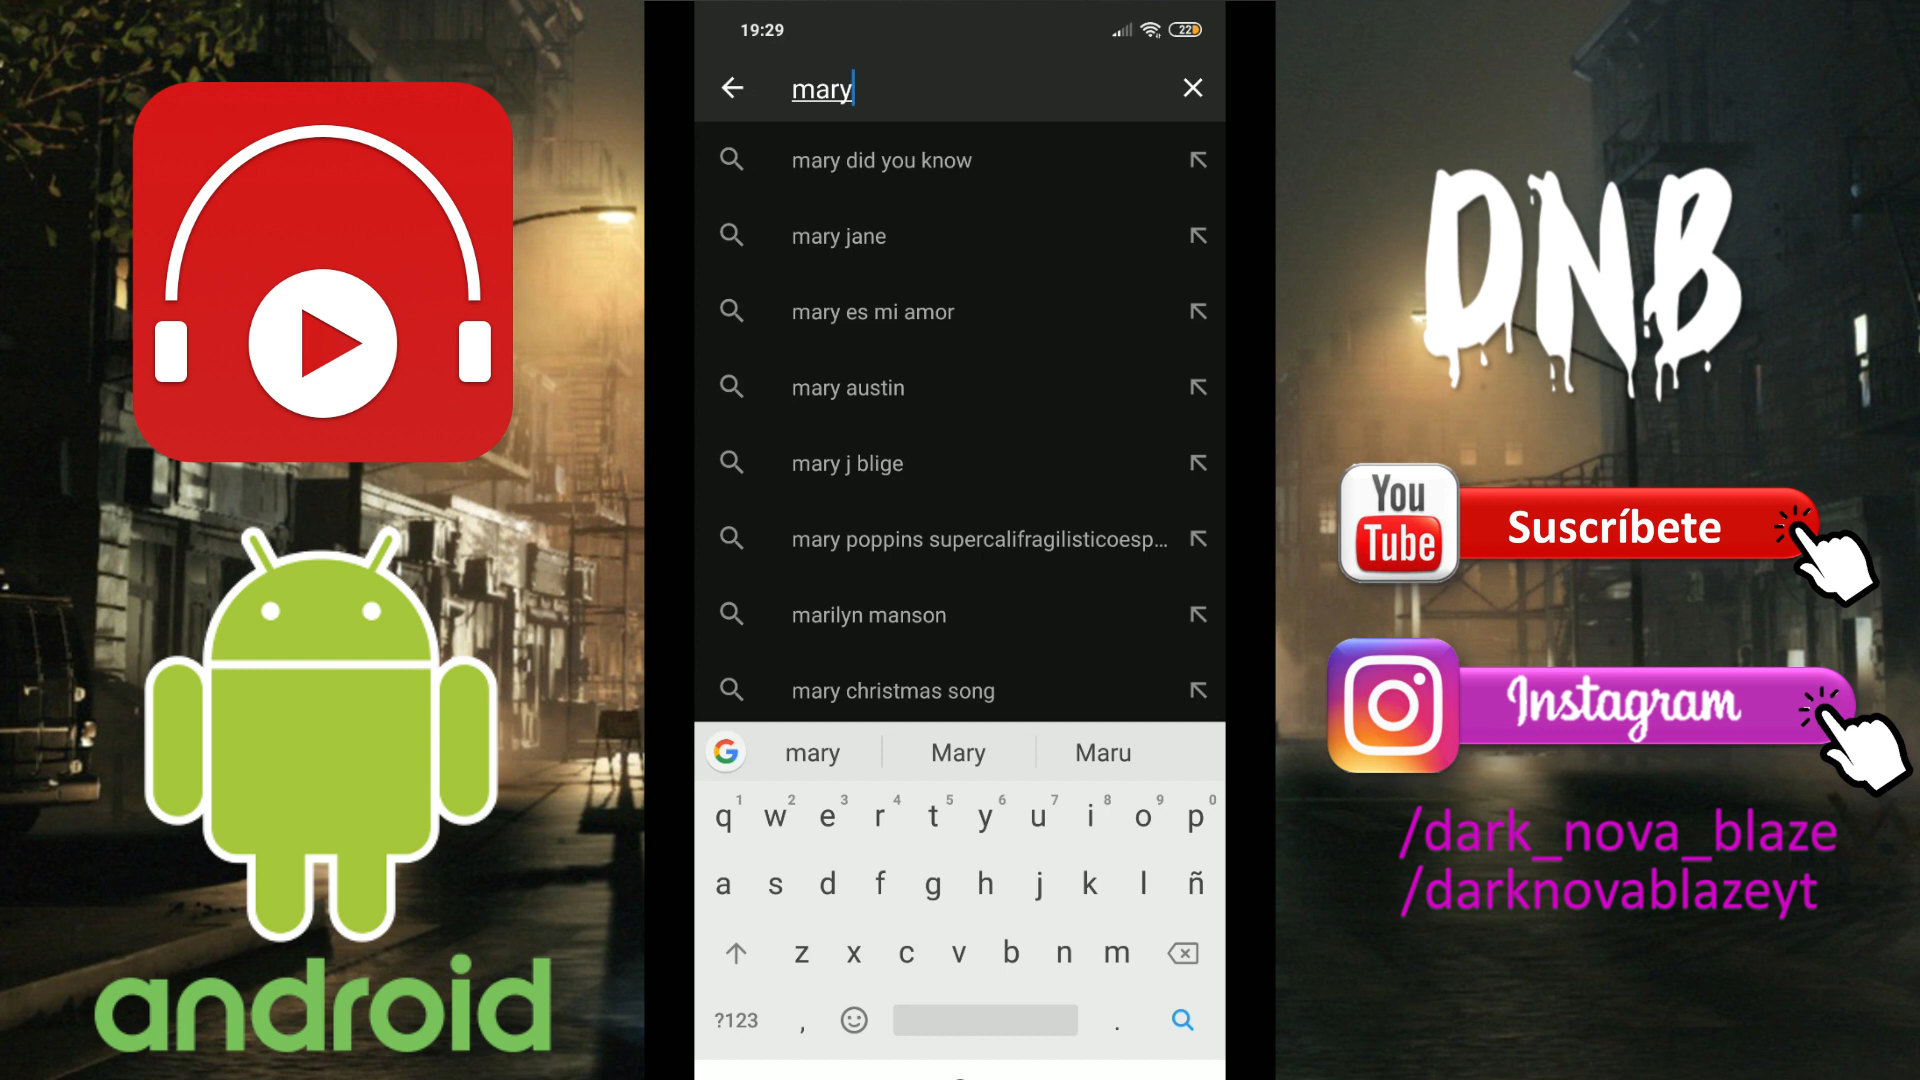 19:29
22
mary
mary did you know
mary jane
mary es mi amor
mary austin
mary j blige
mary poppins supercalifragilisticoesp...
marilyn manson
mary christmas song
G mary Mary Maru
1 2 3 4 5 6 7 8 9 0
q w e r t y u i o p
a s d f g h j k l ñ
z x c v b n m
?123 , .
android
DNB
You
Tube
Suscríbete
Instagram
/dark_nova_blaze
/darknovablazeyt